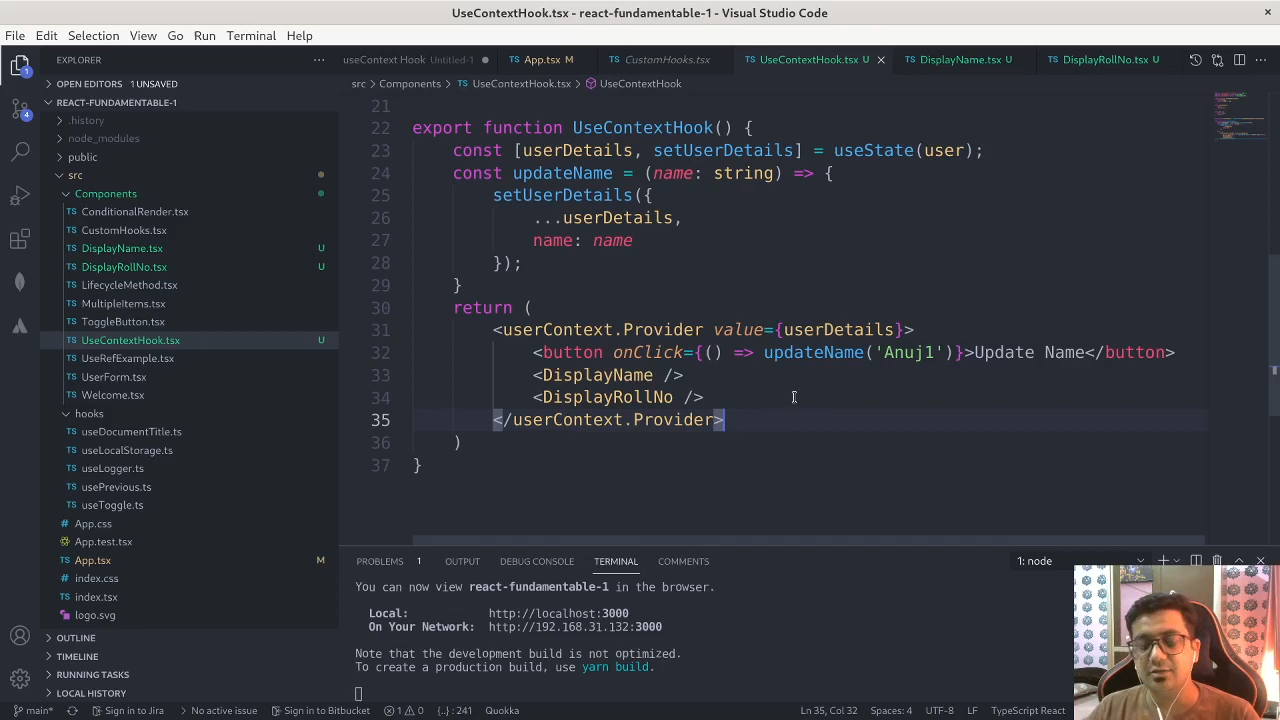 UseContextHook.tsx - react-fundamentable-1 - Visual Studio Code
File Edit Selection View Go Run Terminal Help
EXPLORER
OPEN EDITORS 1 UNSAVED
REACT-FUNDAMENTABLE-1
.history
node_modules
public
src
Components
ConditionalRender.tsx
CustomHooks.tsx
DisplayName.tsx U
DisplayRollNo.tsx U
LifecycleMethod.tsx
MultipleItems.tsx
ToggleButton.tsx
UseContextHook.tsx U
UseRefExample.tsx
UserForm.tsx
Welcome.tsx
hooks
useDocumentTitle.ts
useLocalStorage.ts
useLogger.ts
usePrevious.ts
useToggle.ts
App.css
App.test.tsx
App.tsx M
index.css
index.tsx
logo.svg
OUTLINE
TIMELINE
RUNNING TASKS
LOCAL HISTORY
1
4
useContext Hook Untitled-1 App.tsx M CustomHooks.tsx UseContextHook.tsx U DisplayName.tsx U DisplayRollNo.tsx U
src > Components > UseContextHook.tsx > UseContextHook
21
22 export function UseContextHook() {
23 const [userDetails, setUserDetails] = useState(user);
24 const updateName = (name: string) => {
25 setUserDetails({
26 ...userDetails,
27 name: name
28 });
29 }
30 return (
31 <userContext.Provider value={userDetails}>
32 <button onClick={() => updateName('Anuj1')}>Update Name</button>
33 <DisplayName />
34 <DisplayRollNo />
35 </userContext.Provider>
36 )
37 }
PROBLEMS 1 OUTPUT DEBUG CONSOLE TERMINAL COMMENTS 1: node
You can now view react-fundamentable-1 in the browser.
Local: http://localhost:3000
On Your Network: http://192.168.31.132:3000
Note that the development build is not optimized.
To create a production build, use yarn build.
main* Sign in to Jira No active issue Sign in to Bitbucket 1 0 {..} : 241 Quokka Ln 35, Col 32 Spaces: 4 UTF-8 LF TypeScript React